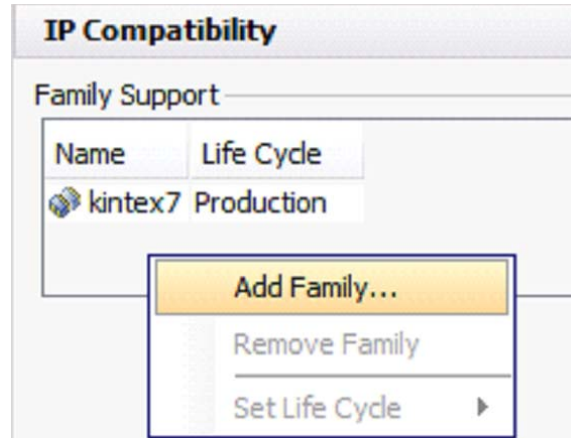 IP Compatibility
Family Support
Name Life Cycle
kintex7 Production
Add Family...
Remove Family
Set Life Cycle